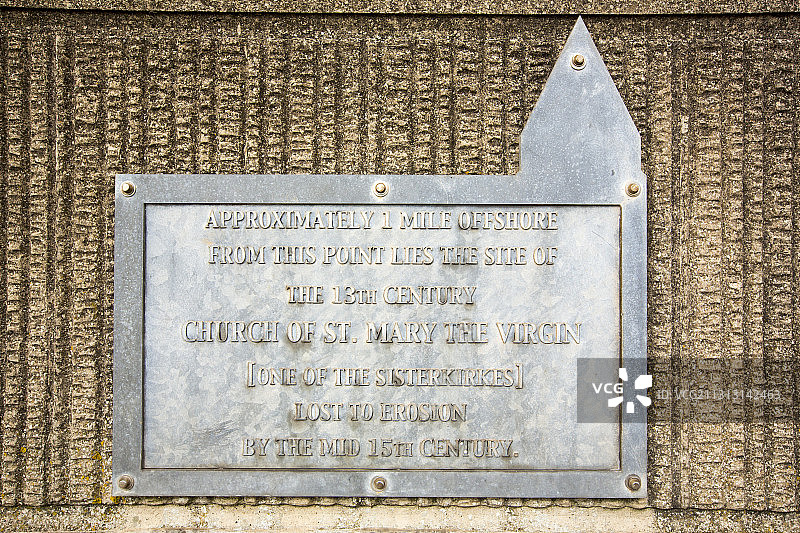 APPROXIMATELY 1 MILE OFFSHORE
FROM THIS POINT LIES THE SITE OF
THE 13TH CENTURY
CHURCH OF ST. MARY THE VIRGIN
[ONE OF THE SISTERKIRKES]
LOST TO EROSION
BY THE MID 15TH CENTURY.
VCG